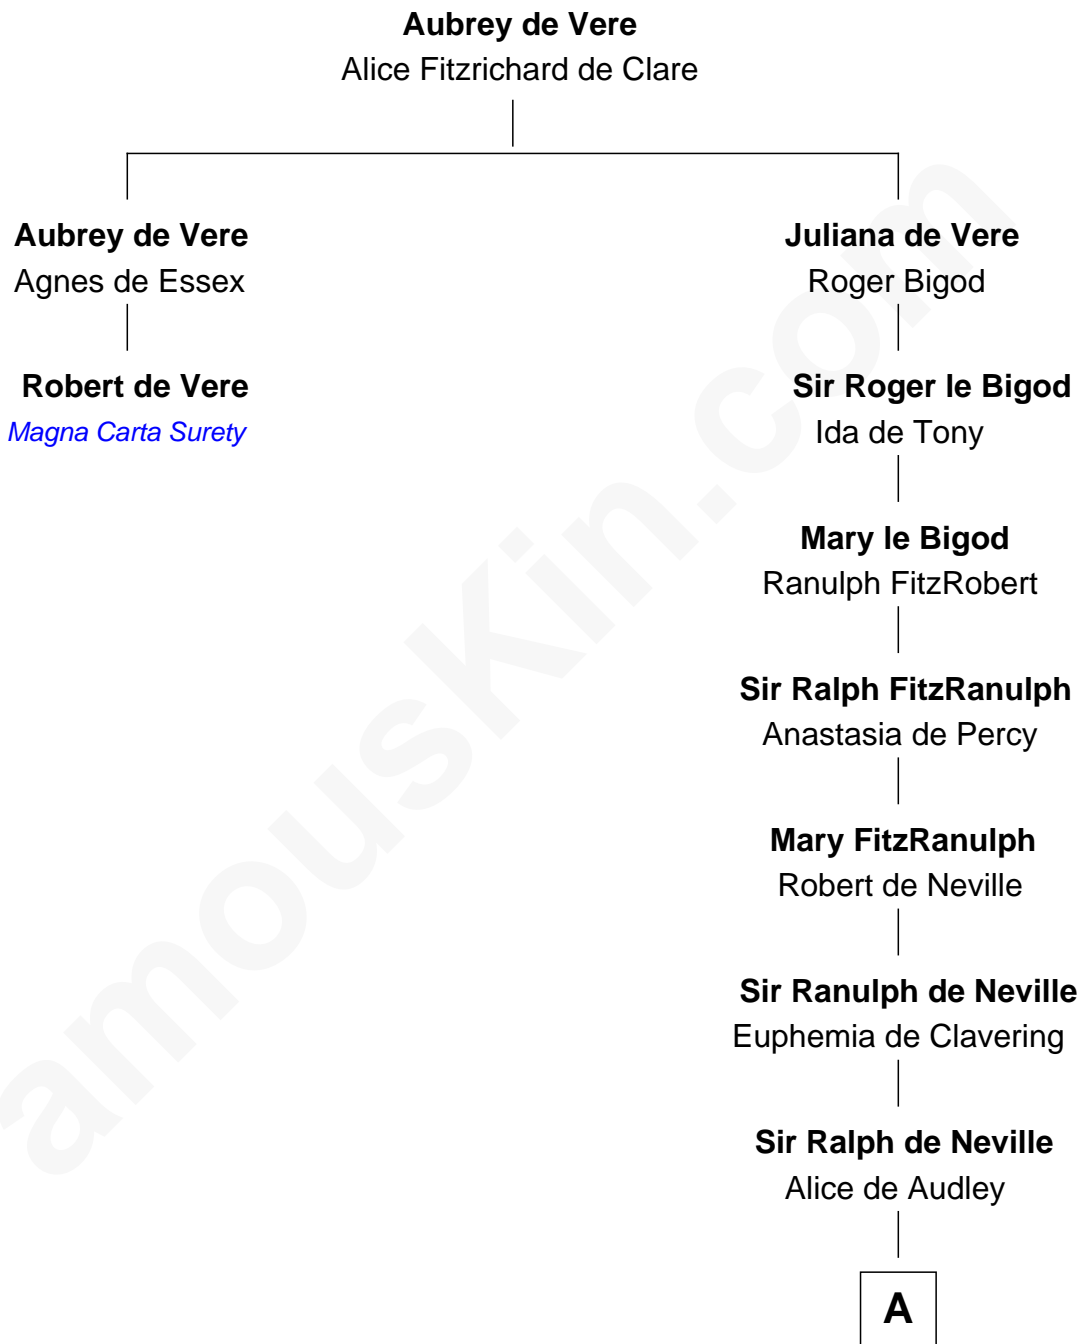 Aubrey de Vere
Alice Fitzrichard de Clare
Aubrey de Vere
Agnes de Essex
Robert de Vere
Magna Carta Surety
Juliana de Vere
Roger Bigod
Sir Roger le Bigod
Ida de Tony
Mary le Bigod
Ranulph FitzRobert
Sir Ralph FitzRanulph
Anastasia de Percy
Mary FitzRanulph
Robert de Neville
Sir Ranulph de Neville
Euphemia de Clavering
Sir Ralph de Neville
Alice de Audley
A
amousKin.com